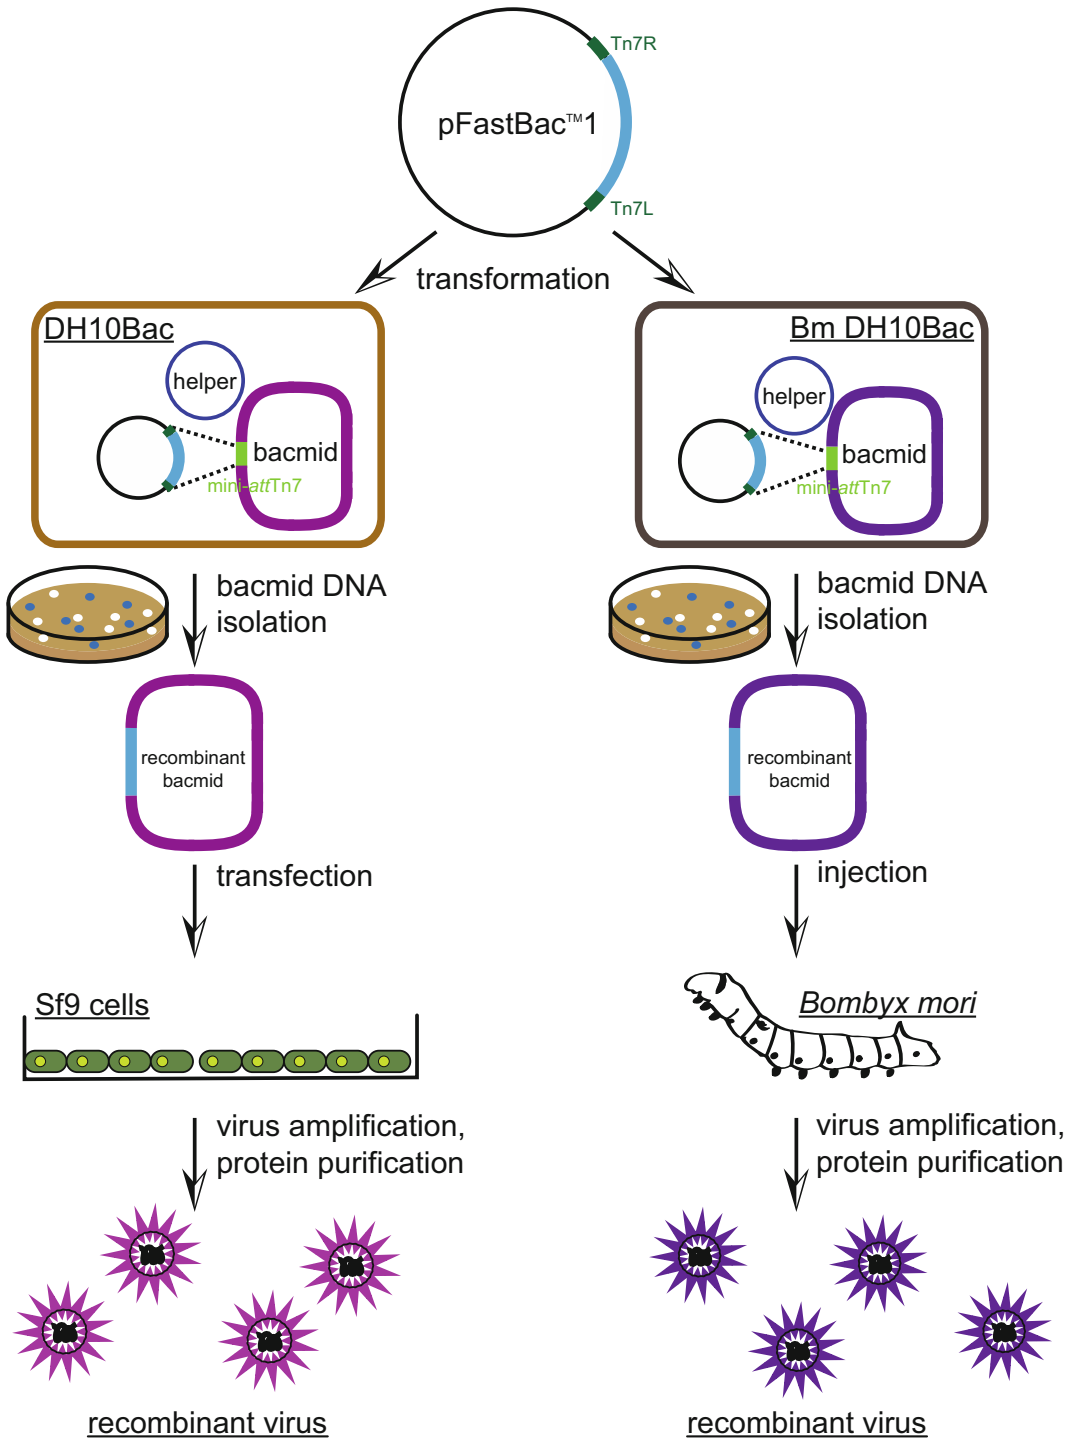 Tn7R
pFastBac™1
Tn7L
transformation
DH10Bac
helper
bacmid
mini-attTn7
Bm DH10Bac
helper
bacmid
mini-attTn7
bacmid DNA
isolation
bacmid DNA
isolation
recombinant
bacmid
recombinant
bacmid
transfection
injection
Sf9 cells
Bombyx mori
virus amplification,
protein purification
virus amplification,
protein purification
recombinant virus
recombinant virus